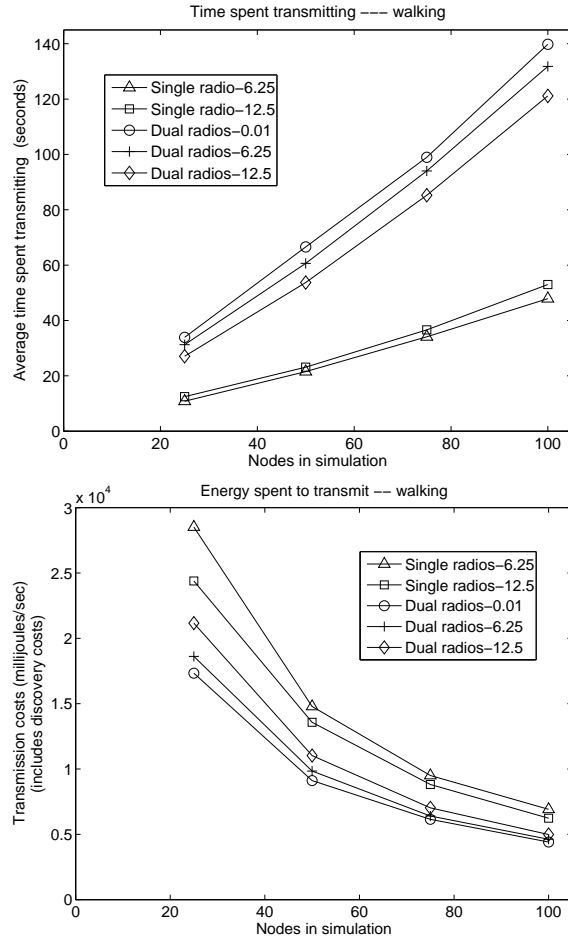 Time spent transmitting --- walking
140
120
100
80
60
40
20
0
Average time spent transmitting (seconds)
Single radio-6.25
Single radio-12.5
Dual radios-0.01
Dual radios-6.25
Dual radios-12.5
0 20 40 60 80 100
Nodes in simulation
Energy spent to transmit -- walking
x 10^4
3
2.5
2
1.5
1
0.5
0
Transmission costs (millijoules/sec)
(includes discovery costs)
Single radios-6.25
Single radios-12.5
Dual radios-0.01
Dual radios-6.25
Dual radios-12.5
0 20 40 60 80 100
Nodes in simulation